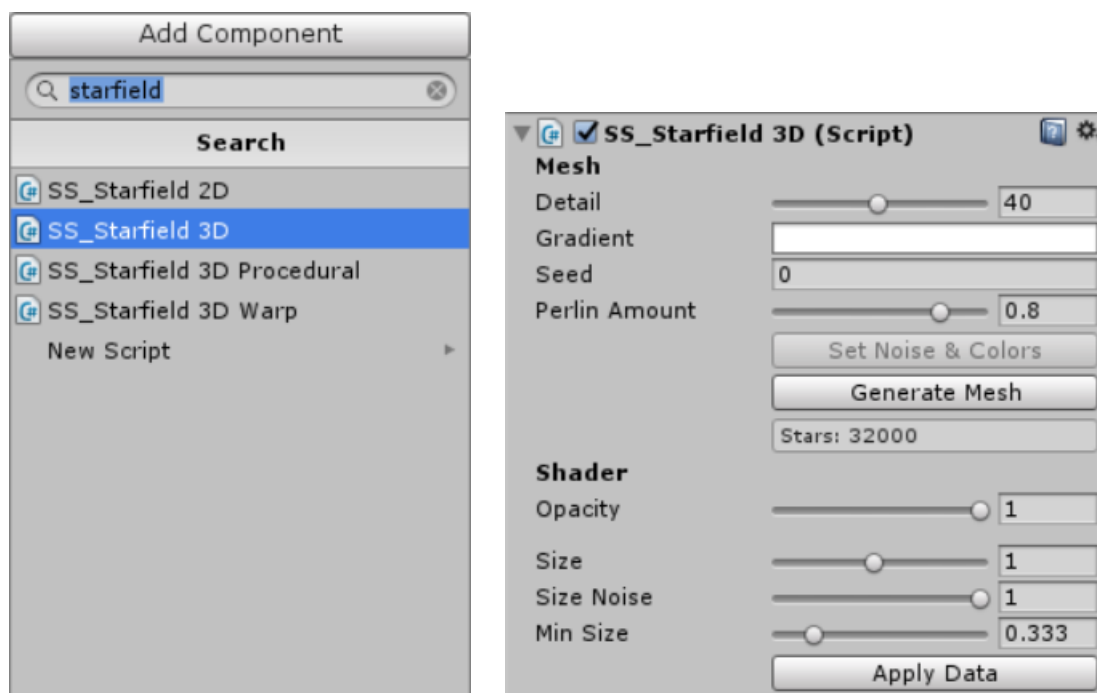 Add Component
starfield
Search
SS_Starfield 2D
SS_Starfield 3D
SS_Starfield 3D Procedural
SS_Starfield 3D Warp
New Script
SS_Starfield 3D (Script)
Mesh
Detail 40
Gradient
Seed 0
Perlin Amount 0.8
Set Noise & Colors
Generate Mesh
Stars: 32000
Shader
Opacity 1
Size 1
Size Noise 1
Min Size 0.333
Apply Data